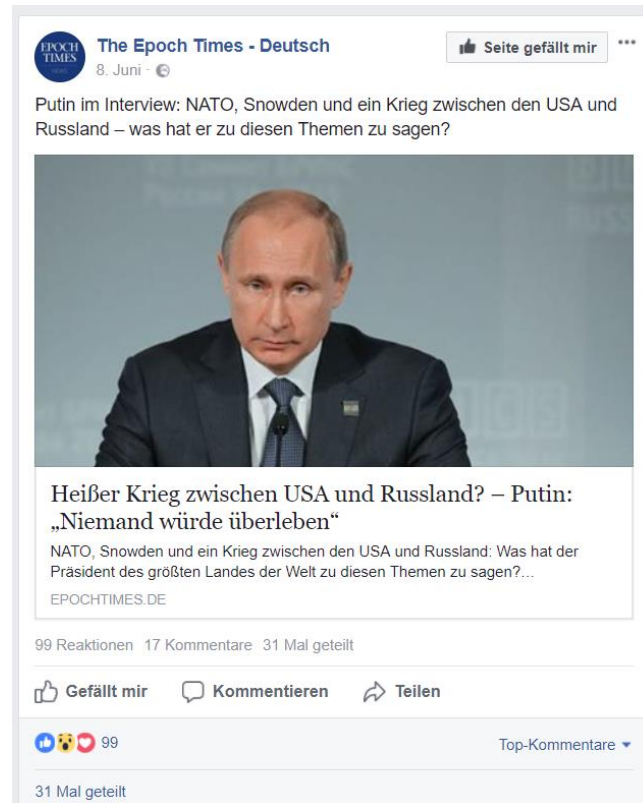 EPOCH
TIMES
The Epoch Times - Deutsch
Seite gefällt mir
8. Juni
Putin im Interview: NATO, Snowden und ein Krieg zwischen den USA und
Russland – was hat er zu diesen Themen zu sagen?
RUSS
Heißer Krieg zwischen USA und Russland? – Putin:
„Niemand würde überleben“
NATO, Snowden und ein Krieg zwischen den USA und Russland: Was hat der
Präsident des größten Landes der Welt zu diesen Themen zu sagen?...
EPOCHTIMES.DE
99 Reaktionen 17 Kommentare 31 Mal geteilt
Gefällt mir Kommentieren Teilen
99 Top-Kommentare
31 Mal geteilt